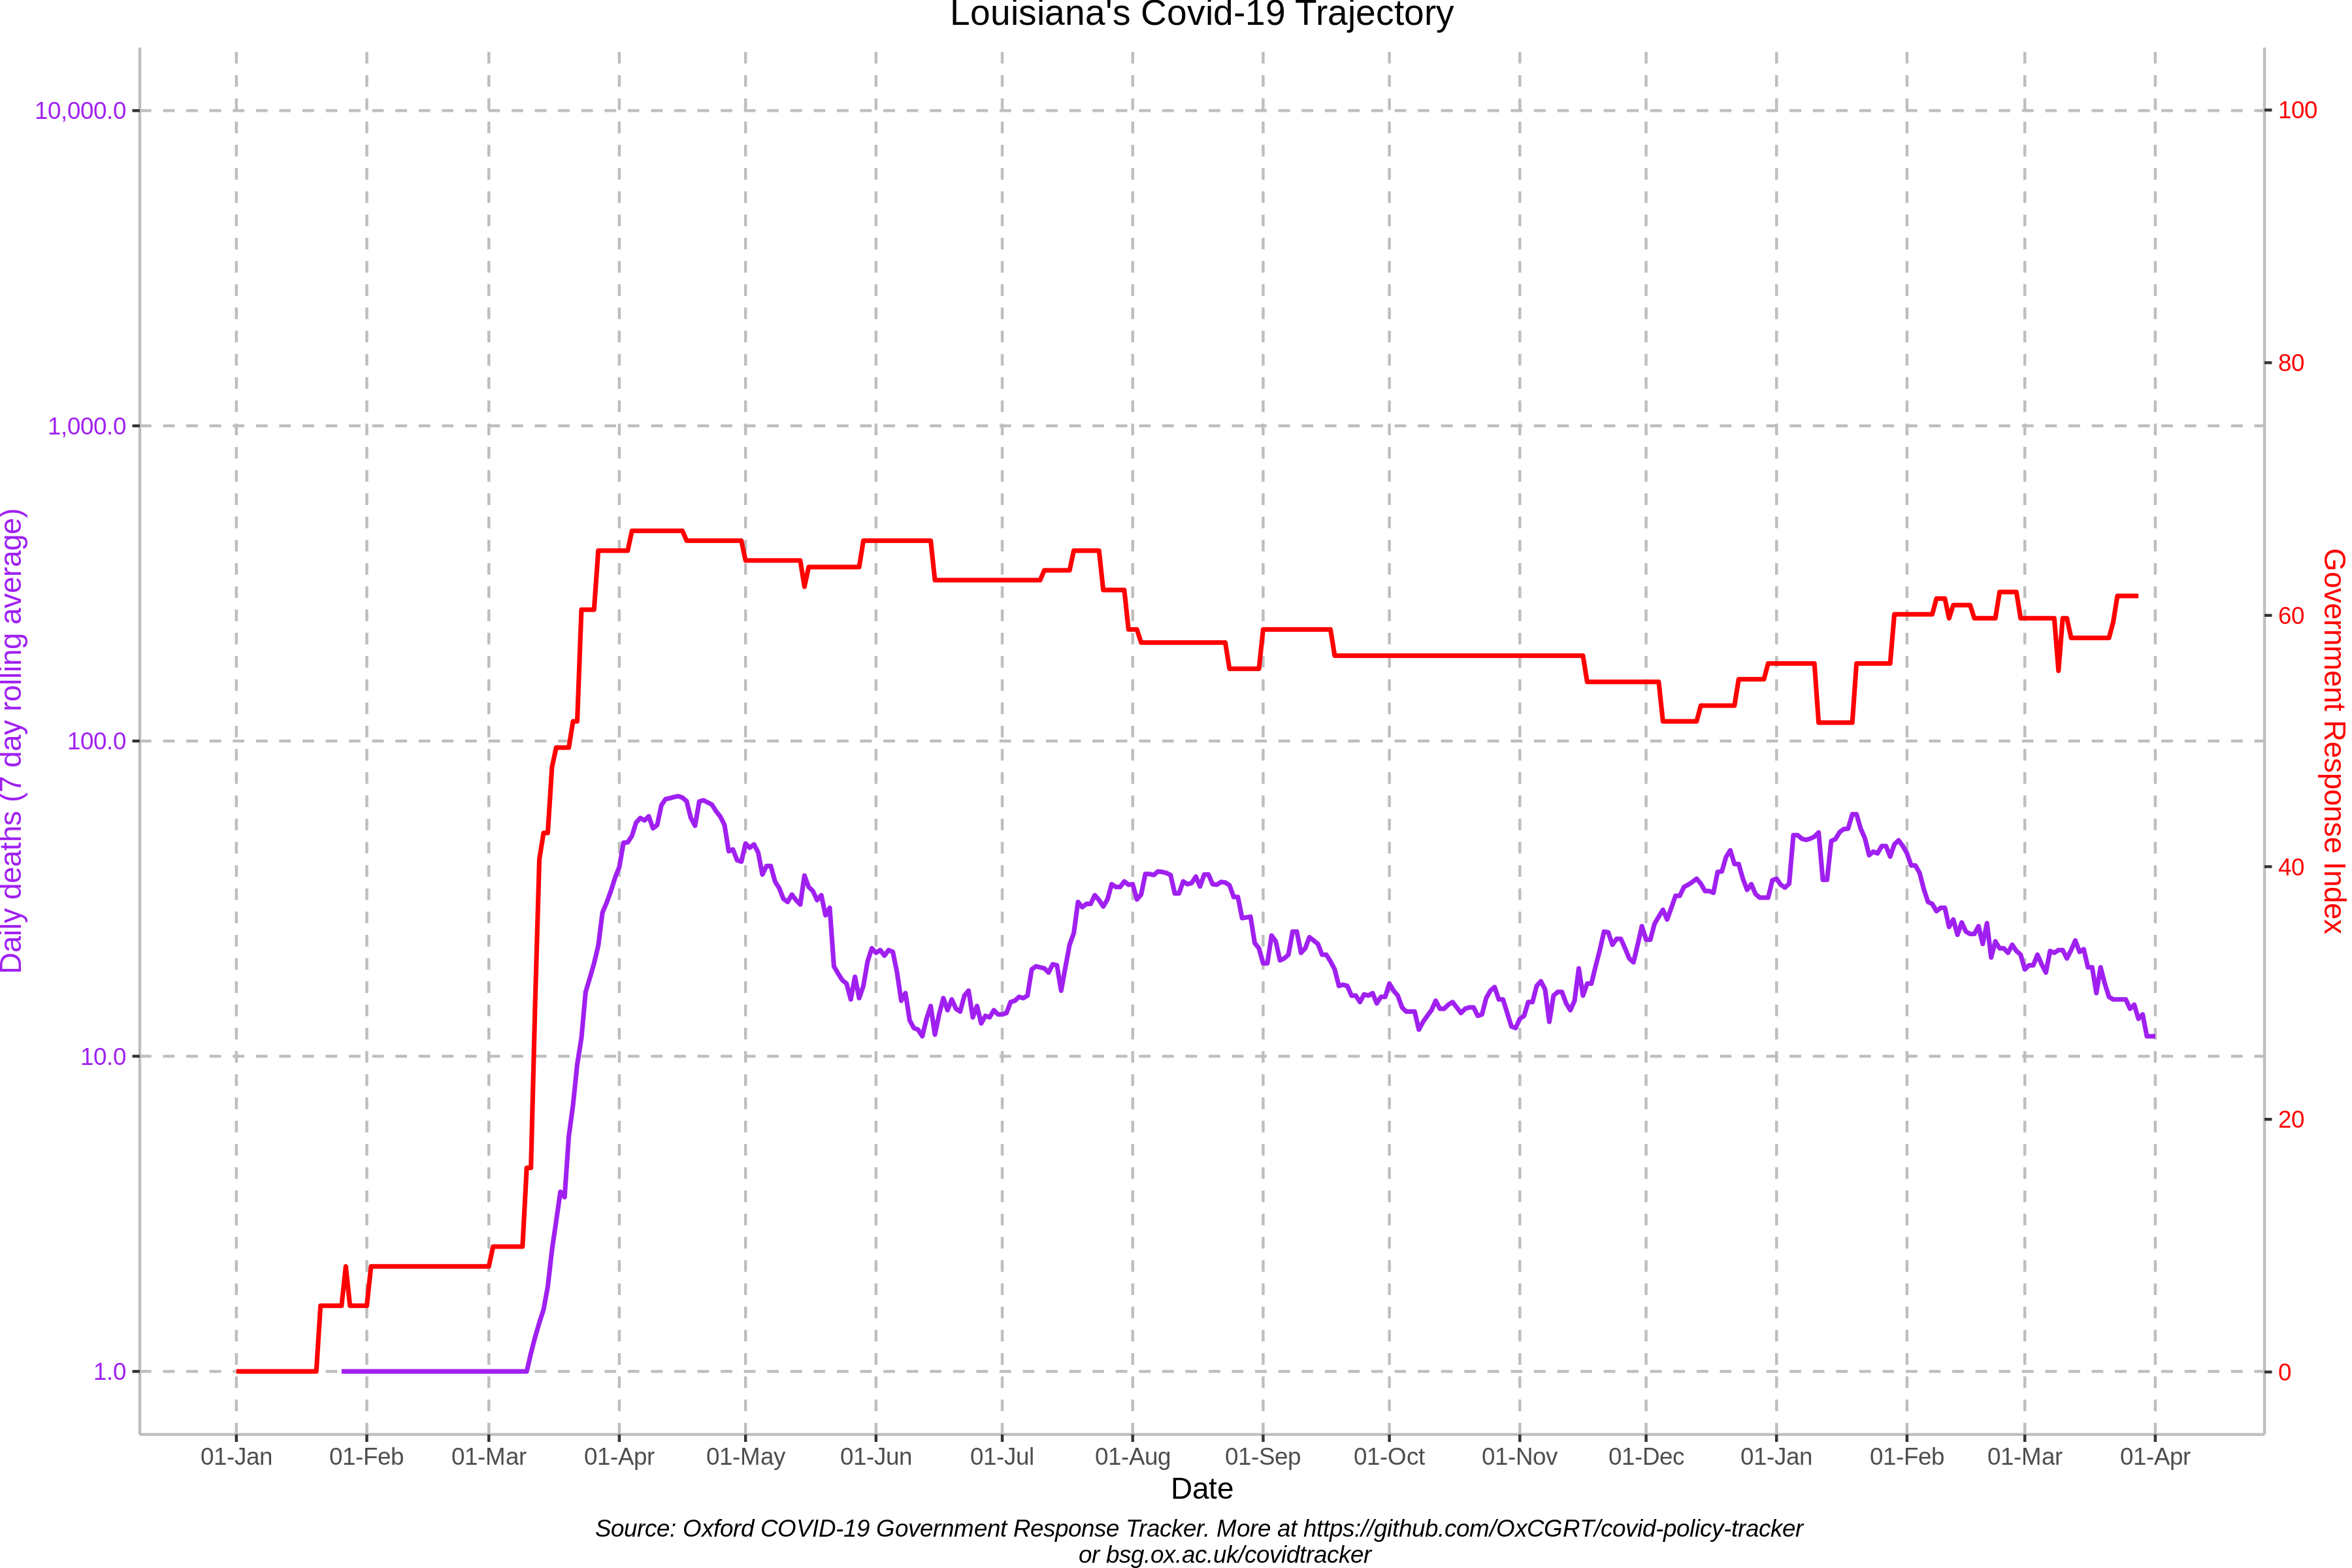 Louisiana's Covid-19 Trajectory
10,000.0
1,000.0
100.0
10.0
1.0
Daily deaths (7 day rolling average)
100
80
60
40
20
0
Government Response Index
01-Jan 01-Feb 01-Mar 01-Apr 01-May 01-Jun 01-Jul 01-Aug 01-Sep 01-Oct 01-Nov 01-Dec 01-Jan 01-Feb 01-Mar 01-Apr
Date
Source: Oxford COVID-19 Government Response Tracker. More at https://github.com/OxCGRT/covid-policy-tracker
or bsg.ox.ac.uk/covidtracker